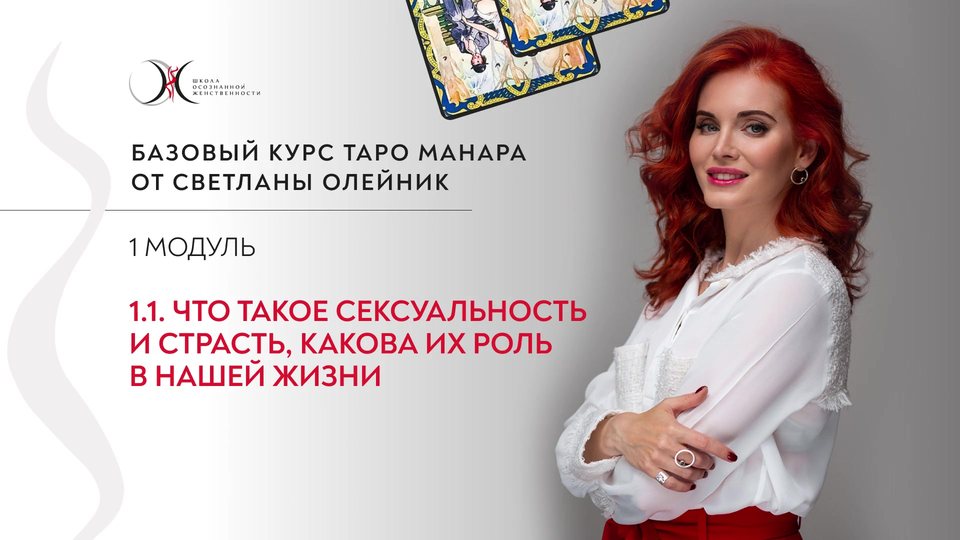 ШКОЛА
ОСОЗНАННОЙ
ЖЕНСТВЕННОСТИ
БАЗОВЫЙ КУРС ТАРО МАНАРА
ОТ СВЕТЛАНЫ ОЛЕЙНИК
1 МОДУЛЬ
1.1. ЧТО ТАКОЕ СЕКСУАЛЬНОСТЬ
И СТРАСТЬ, КАКОВА ИХ РОЛЬ
В НАШЕЙ ЖИЗНИ